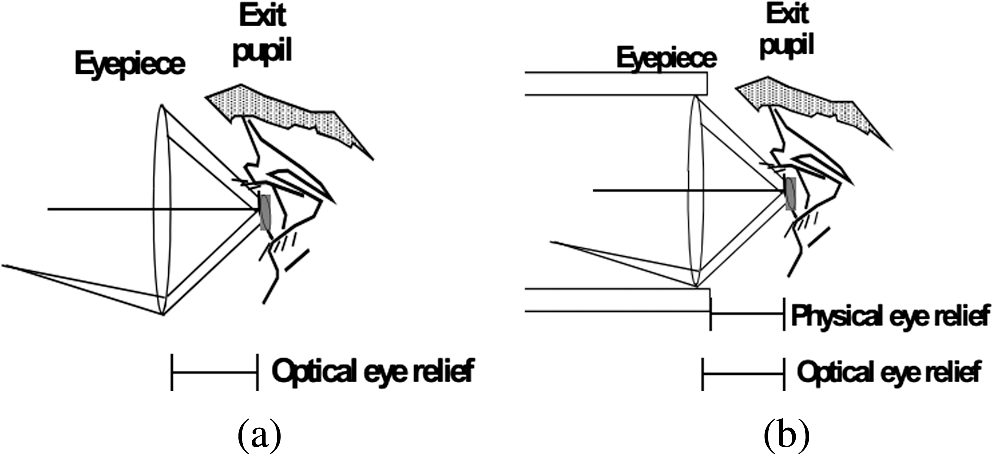 Exit
pupil
Eyepiece
Optical eye relief
(a)
Exit
pupil
Eyepiece
Physical eye relief
Optical eye relief
(b)